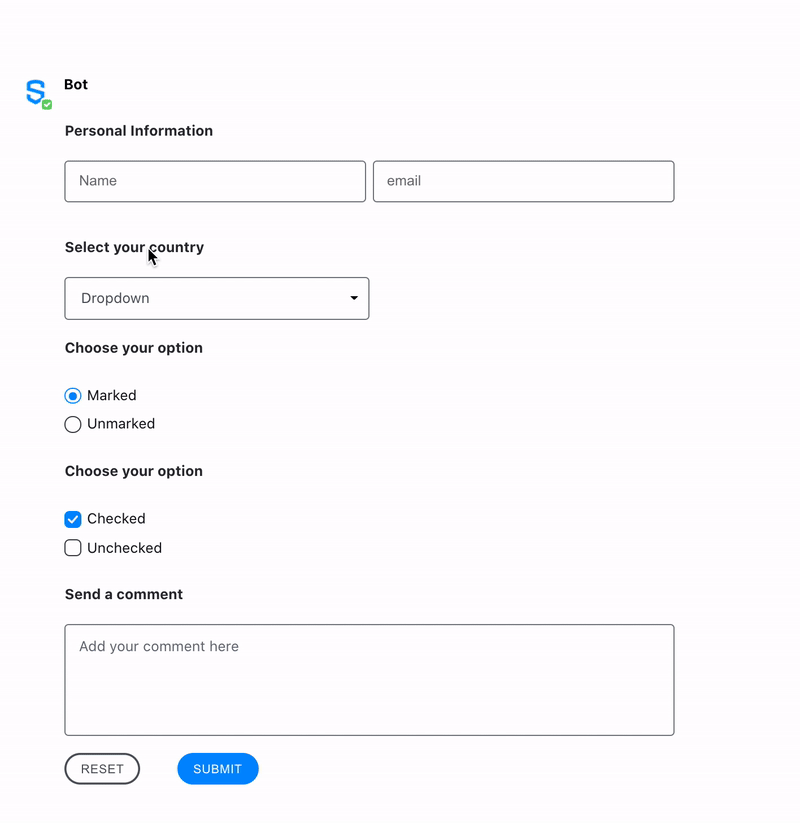 Bot
Personal Information
Name email
Select your country
Dropdown
Choose your option
Marked
Unmarked
Choose your option
Checked
Unchecked
Send a comment
Add your comment here
RESET SUBMIT